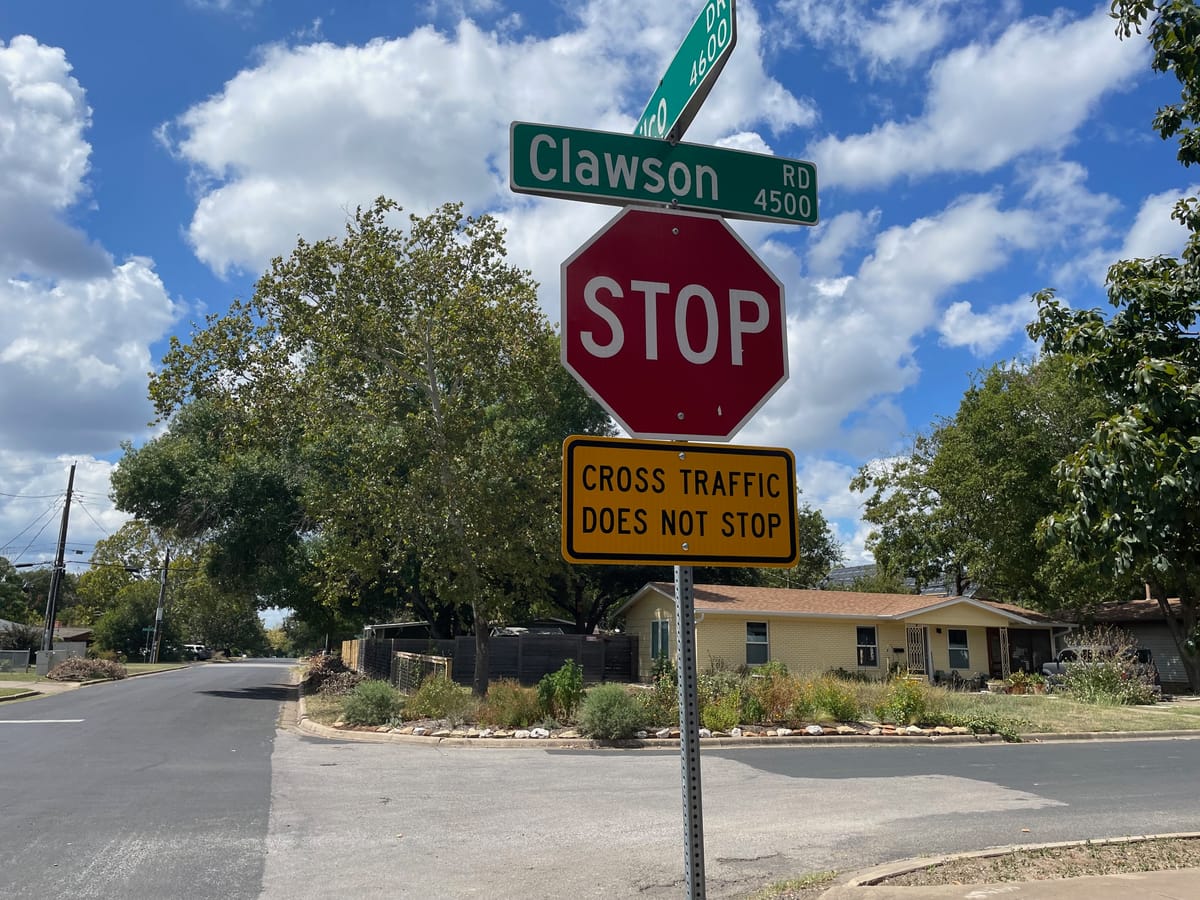 DR
4600
Clawson RD
4500
STOP
CROSS TRAFFIC
DOES NOT STOP